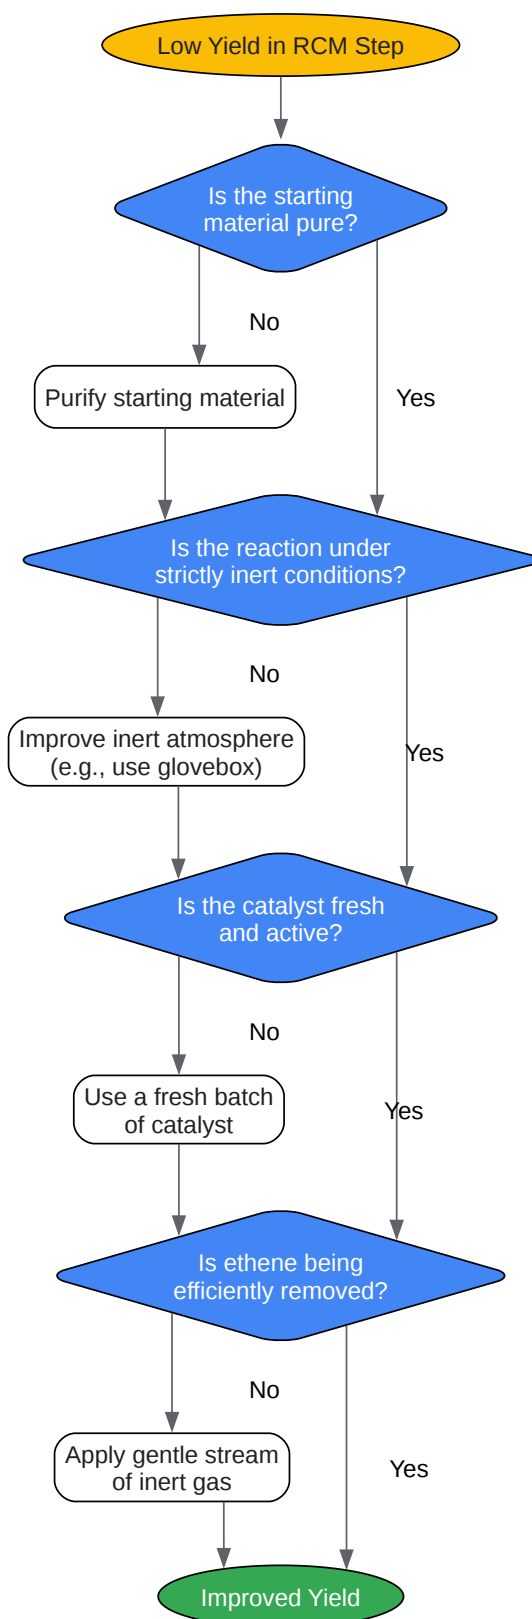 Low Yield in RCM Step
Is the starting
material pure?
No
Purify starting material
Yes
Is the reaction under
strictly inert conditions?
No
Improve inert atmosphere
(e.g., use glovebox)
Yes
Is the catalyst fresh
and active?
No
Use a fresh batch
of catalyst
Yes
Is ethene being
efficiently removed?
No
Apply gentle stream
of inert gas
Yes
Improved Yield